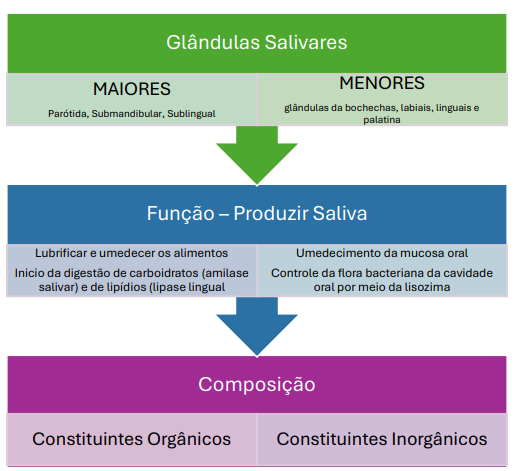 Glândulas Salivares
MAIORES
Parótida, Submandibular, Sublingual
MENORES
glândulas da bochechas, labiais, linguais e
palatina
Função – Produzir Saliva
Lubrificar e umedecer os alimentos
Inicio da digestão de carboidratos (amilase
salivar) e de lipídios (lipase lingual
Umedecimento da mucosa oral
Controle da flora bacteriana da cavidade
oral por meio da lisozima
Composição
Constituintes Orgânicos
Constituintes Inorgânicos